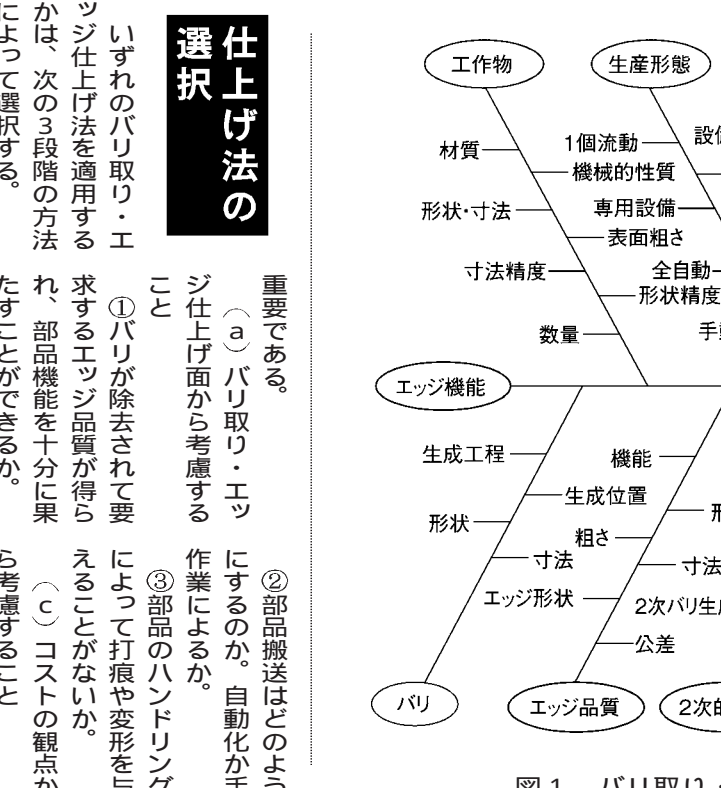 仕上げ法の
選択
いずれのバリ取り・エ
ッジ仕上げ法を適用する
かは、次の3段階の方法
によって選択する。
重要である。
（a）バリ取り・エッ
ジ仕上げ面から考慮する
こと
①バリが除去されて要
求するエッジ品質が得ら
れ、部品機能を十分に果
たすことができるか。
②部品搬送はどのよう
にするのか。自動化か手
作業によるか。
③部品のハンドリング
によって打痕や変形を与
えることがないか。
（c）コストの観点か
ら考慮すること
工作物
材質
機械的性質
形状・寸法
表面粗さ
寸法精度
形状精度
数量
生産形態
1個流動
専用設備
全自動
エッジ機能
生成工程
生成位置
形状
寸法
バリ
機能
粗さ
寸法
エッジ形状
公差
エッジ品質
2次バリ生
図1 バリ取り